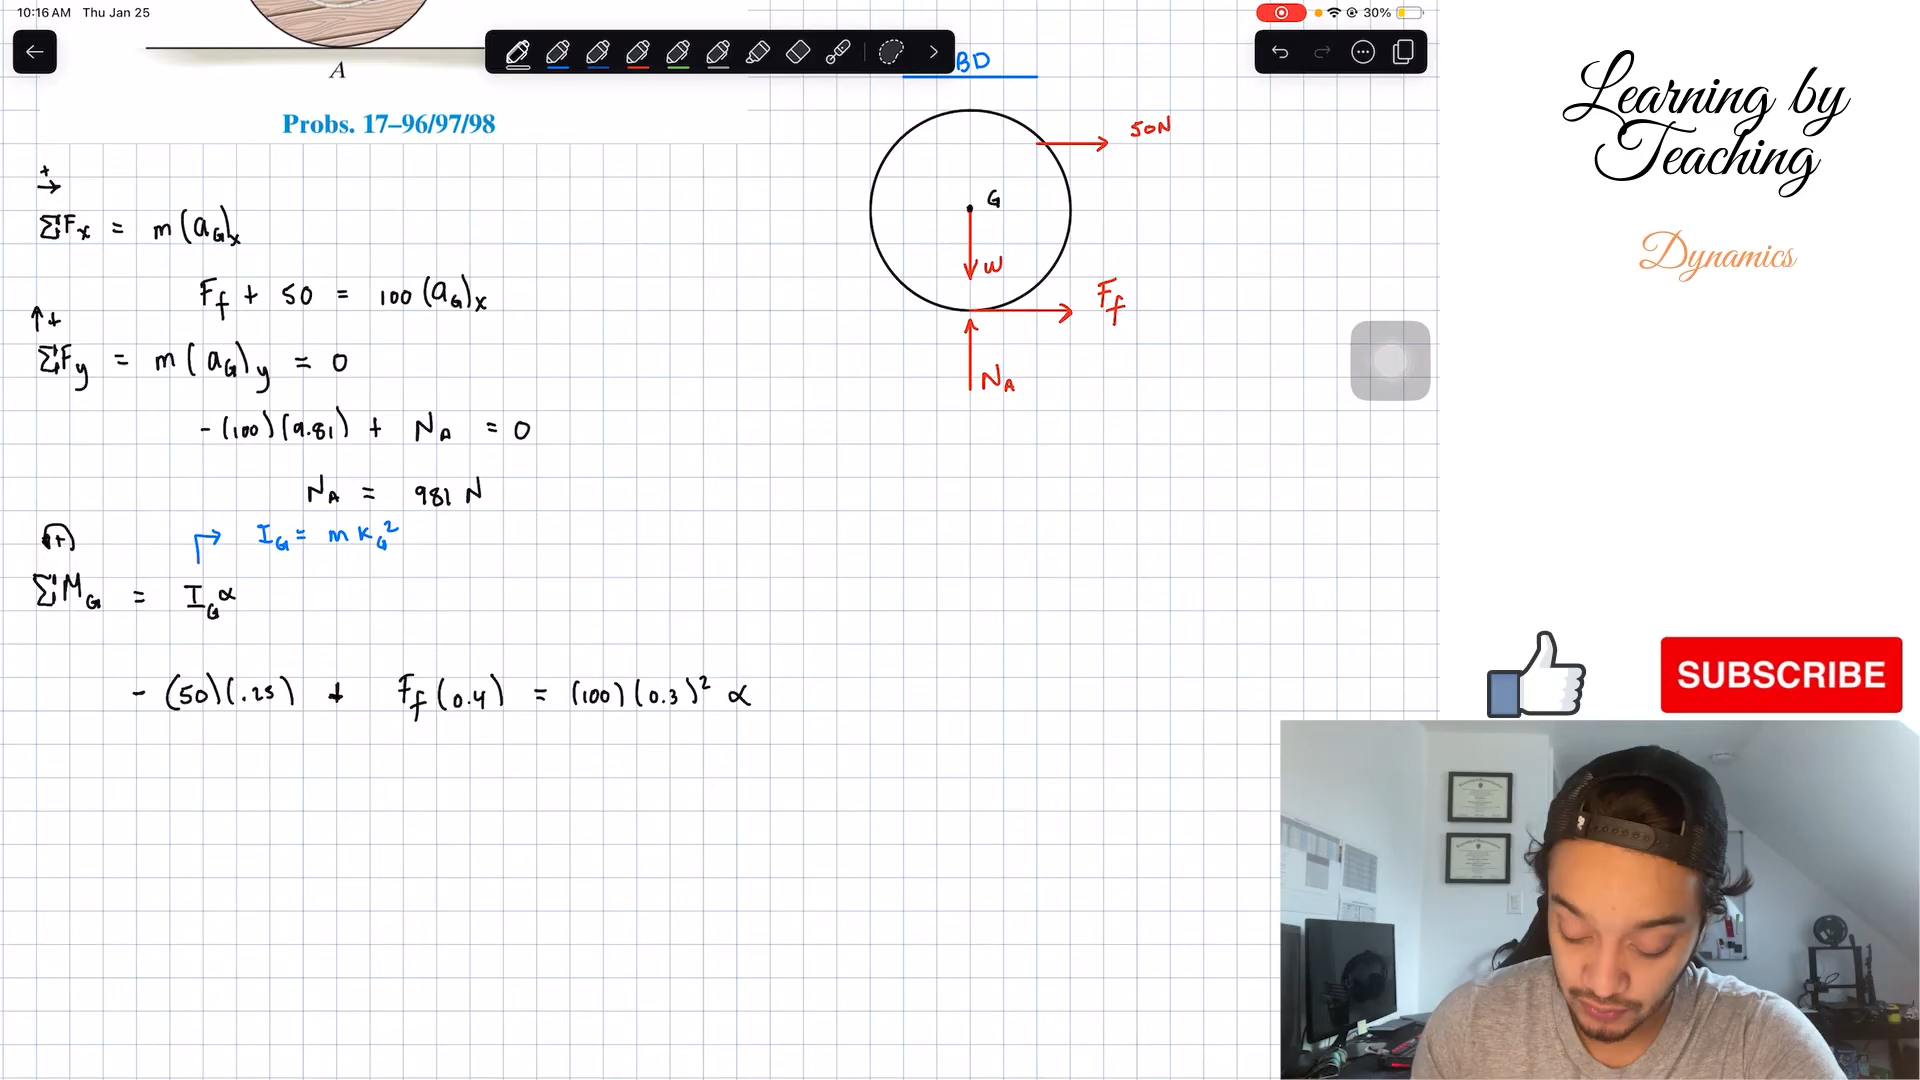 10:16 AM Thu Jan 25
30%
A
Probs. 17–96/97/98
BD
50N
G
W
Ff
NA
+
→
ΣFx = m(aG)x
Ff + 50 = 100(aG)x
↑+
ΣFy = m(aG)y = 0
-(100)(9.81) + NA = 0
NA = 981 N
IG = mKG²
(+)
ΣMG = IGα
-(50)(.25) + Ff(0.4) = (100)(0.3)² α
Learning by
Teaching
Dynamics
SUBSCRIBE